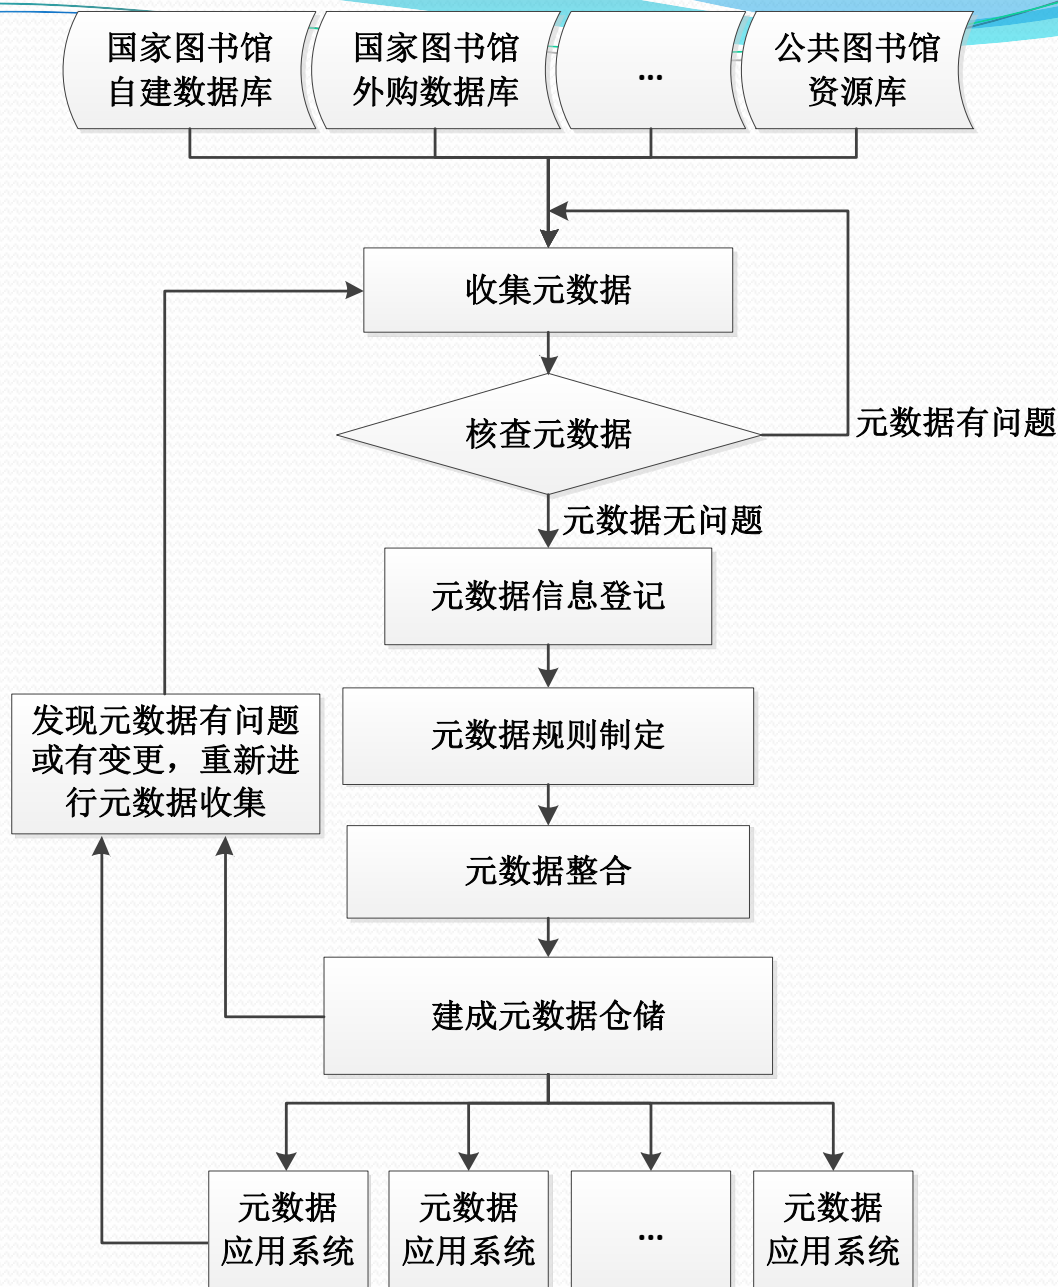 国家图书馆
自建数据库
国家图书馆
外购数据库
...
公共图书馆
资源库
收集元数据
核查元数据
元数据有问题
元数据无问题
元数据信息登记
发现元数据有问题
或有变更，重新进
行元数据收集
元数据规则制定
元数据整合
建成元数据仓储
元数据
应用系统
元数据
应用系统
...
元数据
应用系统